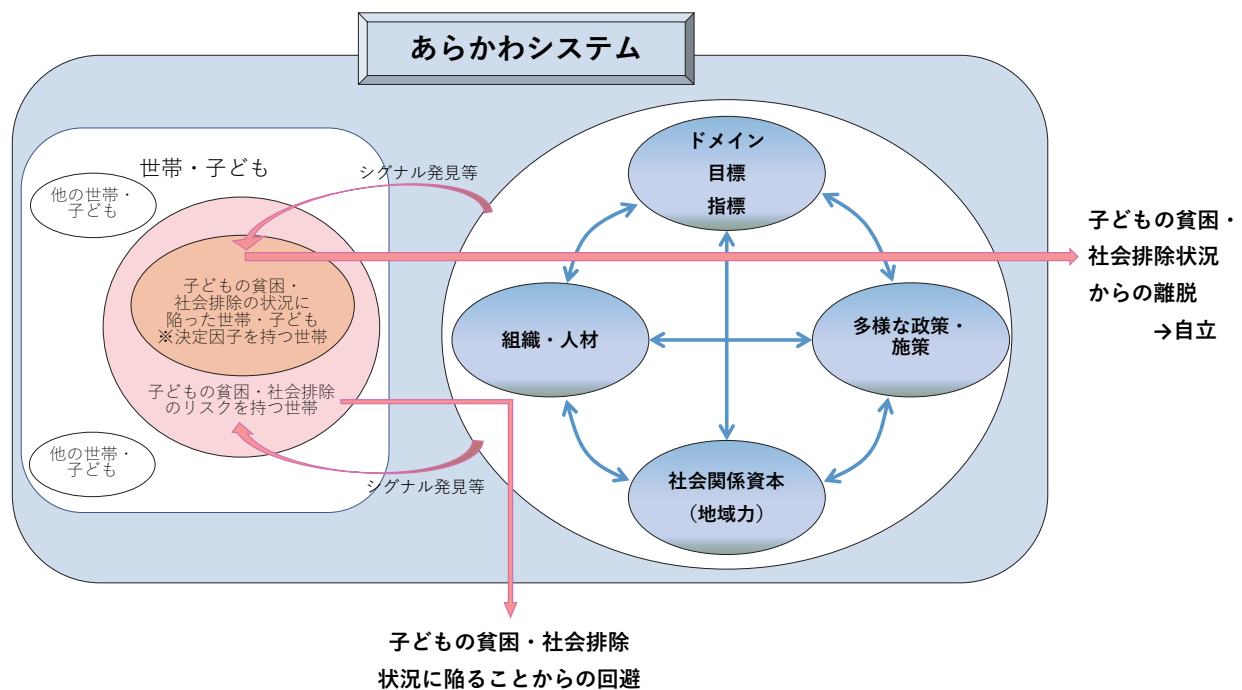 あらかわシステム
世帯・子ども
他の世帯・
子ども
子どもの貧困・
社会排除の状況に
陥った世帯・子ども
※決定因子を持つ世帯
子どもの貧困・社会排除
のリスクを持つ世帯
他の世帯・
子ども
シグナル発見等
シグナル発見等
ドメイン
目標
指標
組織・人材
多様な政策・
施策
社会関係資本
（地域力）
子どもの貧困・
社会排除状況
からの離脱
→自立
子どもの貧困・社会排除
状況に陥ることからの回避